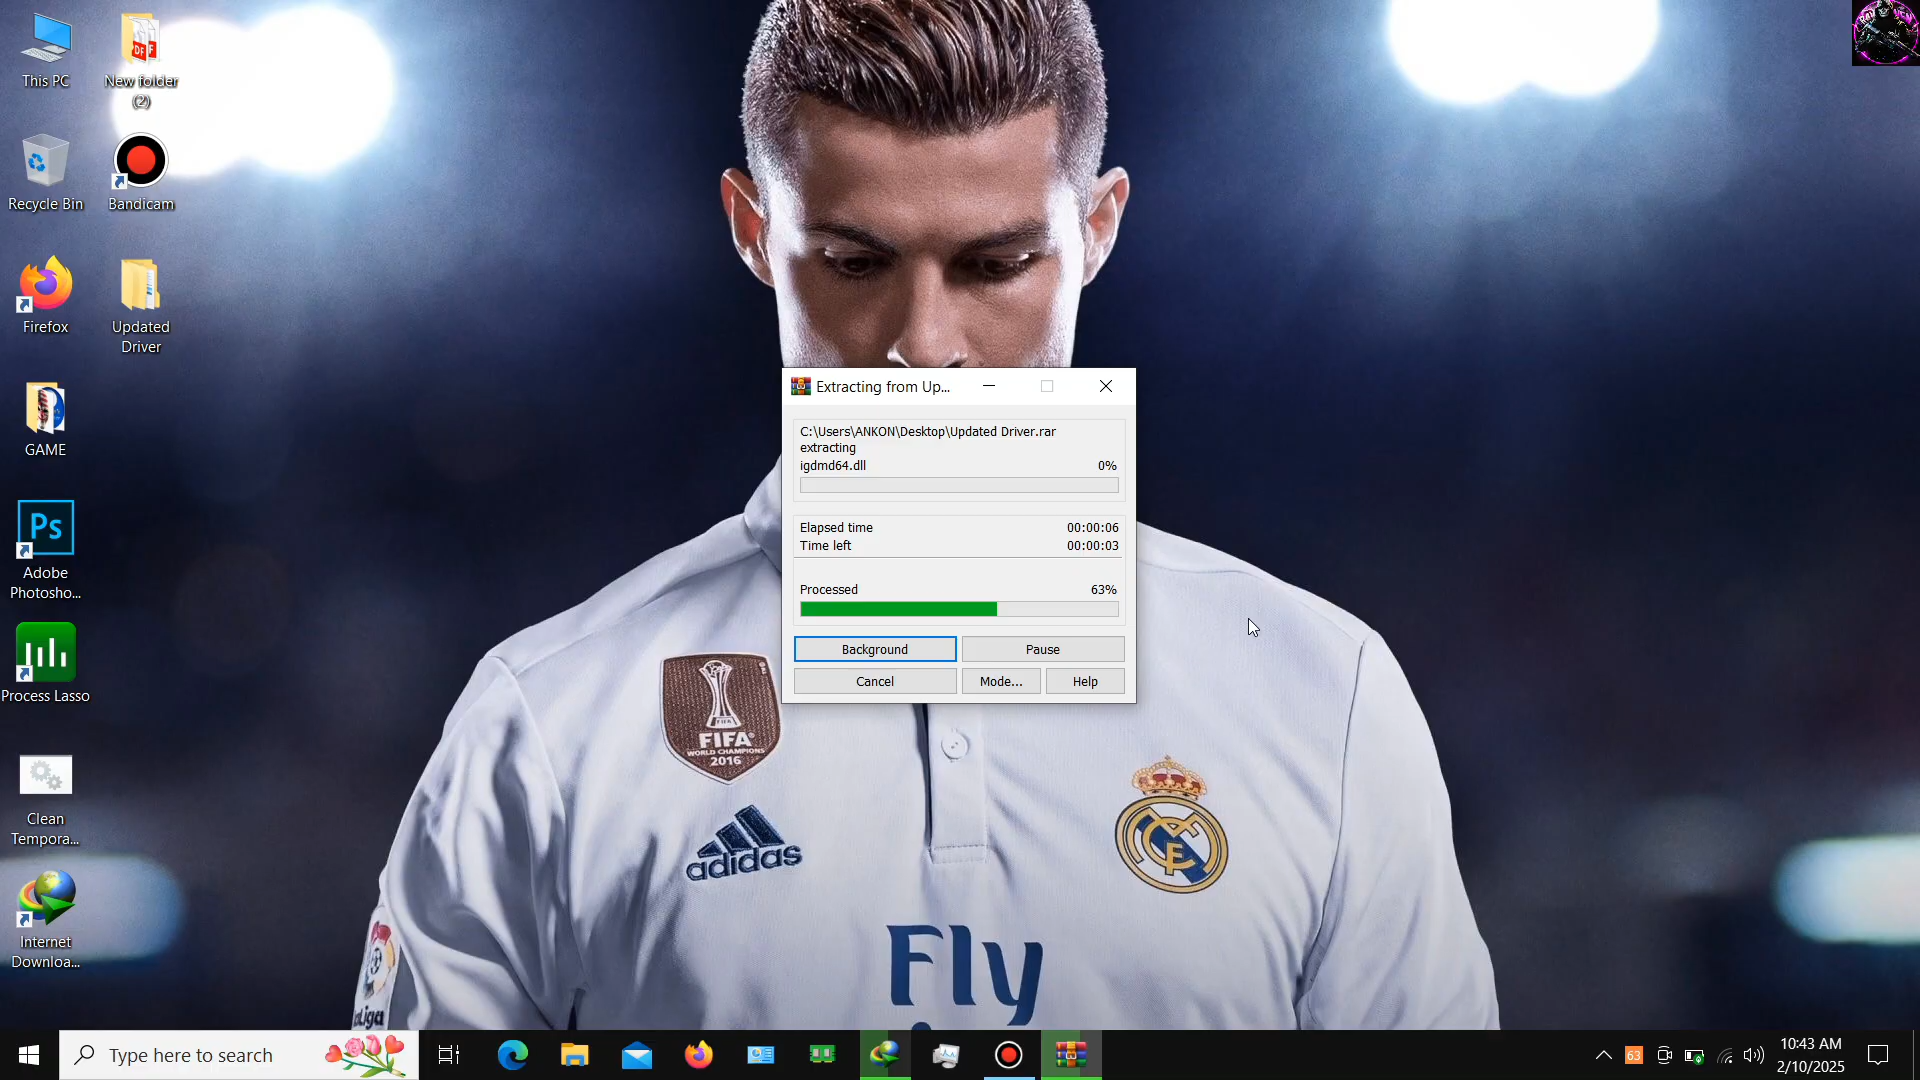 This PC
New folder
(2)
Recycle Bin
Bandicam
Firefox
Updated
Driver
GAME
Ps
Adobe
Photosho...
Process Lasso
Clean
Tempora...
Internet
Downloa...
Extracting from Up...
C:\Users\ANKON\Desktop\Updated Driver.rar
extracting
igdmd64.dll 0%
Elapsed time 00:00:06
Time left 00:00:03
Processed 63%
Background Pause
Cancel Mode... Help
FIFA
WORLD CHAMPIONS
2016
adidas
Fly
LaLiga
Type here to search
63
10:43 AM
2/10/2025